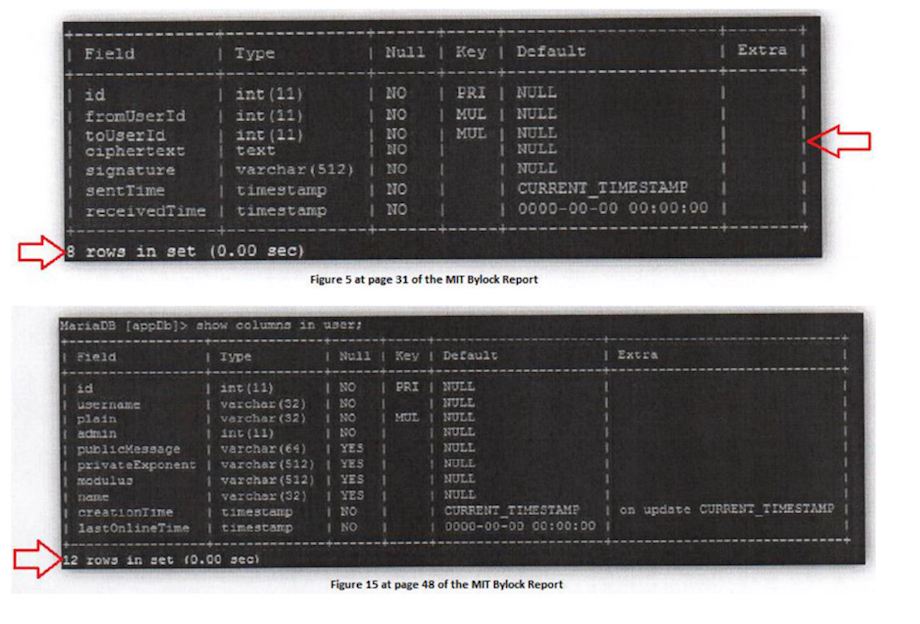 Field | Type | Null | Key | Default | Extra
id | int(11) | NO | PRI | NULL
fromUserId | int(11) | NO | MUL | NULL
toUserId | int(11) | NO | MUL | NULL
ciphertext | text | NO | | NULL
signature | varchar(512) | NO | | NULL
sentTime | timestamp | NO | | CURRENT_TIMESTAMP
receivedTime | timestamp | NO | | 0000-00-00 00:00:00
8 rows in set (0.00 sec)
Figure 5 at page 31 of the MIT Bylock Report
MariaDB [appDb]> show columns in user;
Field | Type | Null | Key | Default | Extra
id | int(11) | NO | PRI | NULL
username | varchar(32) | NO | | NULL
plain | varchar(32) | NO | MUL | NULL
admin | int(11) | NO | | NULL
publicMessage | varchar(64) | YES | | NULL
privateExponent | varchar(512) | YES | | NULL
modulus | varchar(512) | YES | | NULL
name | varchar(32) | YES | | NULL
creationTime | timestamp | NO | | CURRENT_TIMESTAMP | on update CURRENT_TIMESTAMP
lastOnlineTime | timestamp | NO | | 0000-00-00 00:00:00
12 rows in set (0.00 sec)
Figure 15 at page 48 of the MIT Bylock Report